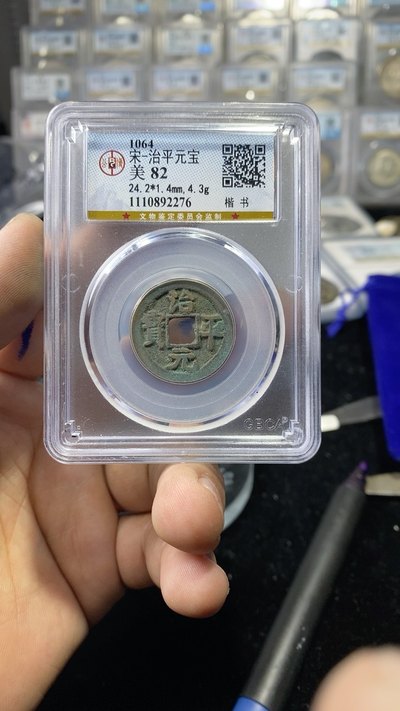 1064
宋-治平元宝
美 82
24.2*1.4mm,4.3g
1110892276 楷 书
★ 文物鉴定委员会监制 ★
治平元寳
GBCA